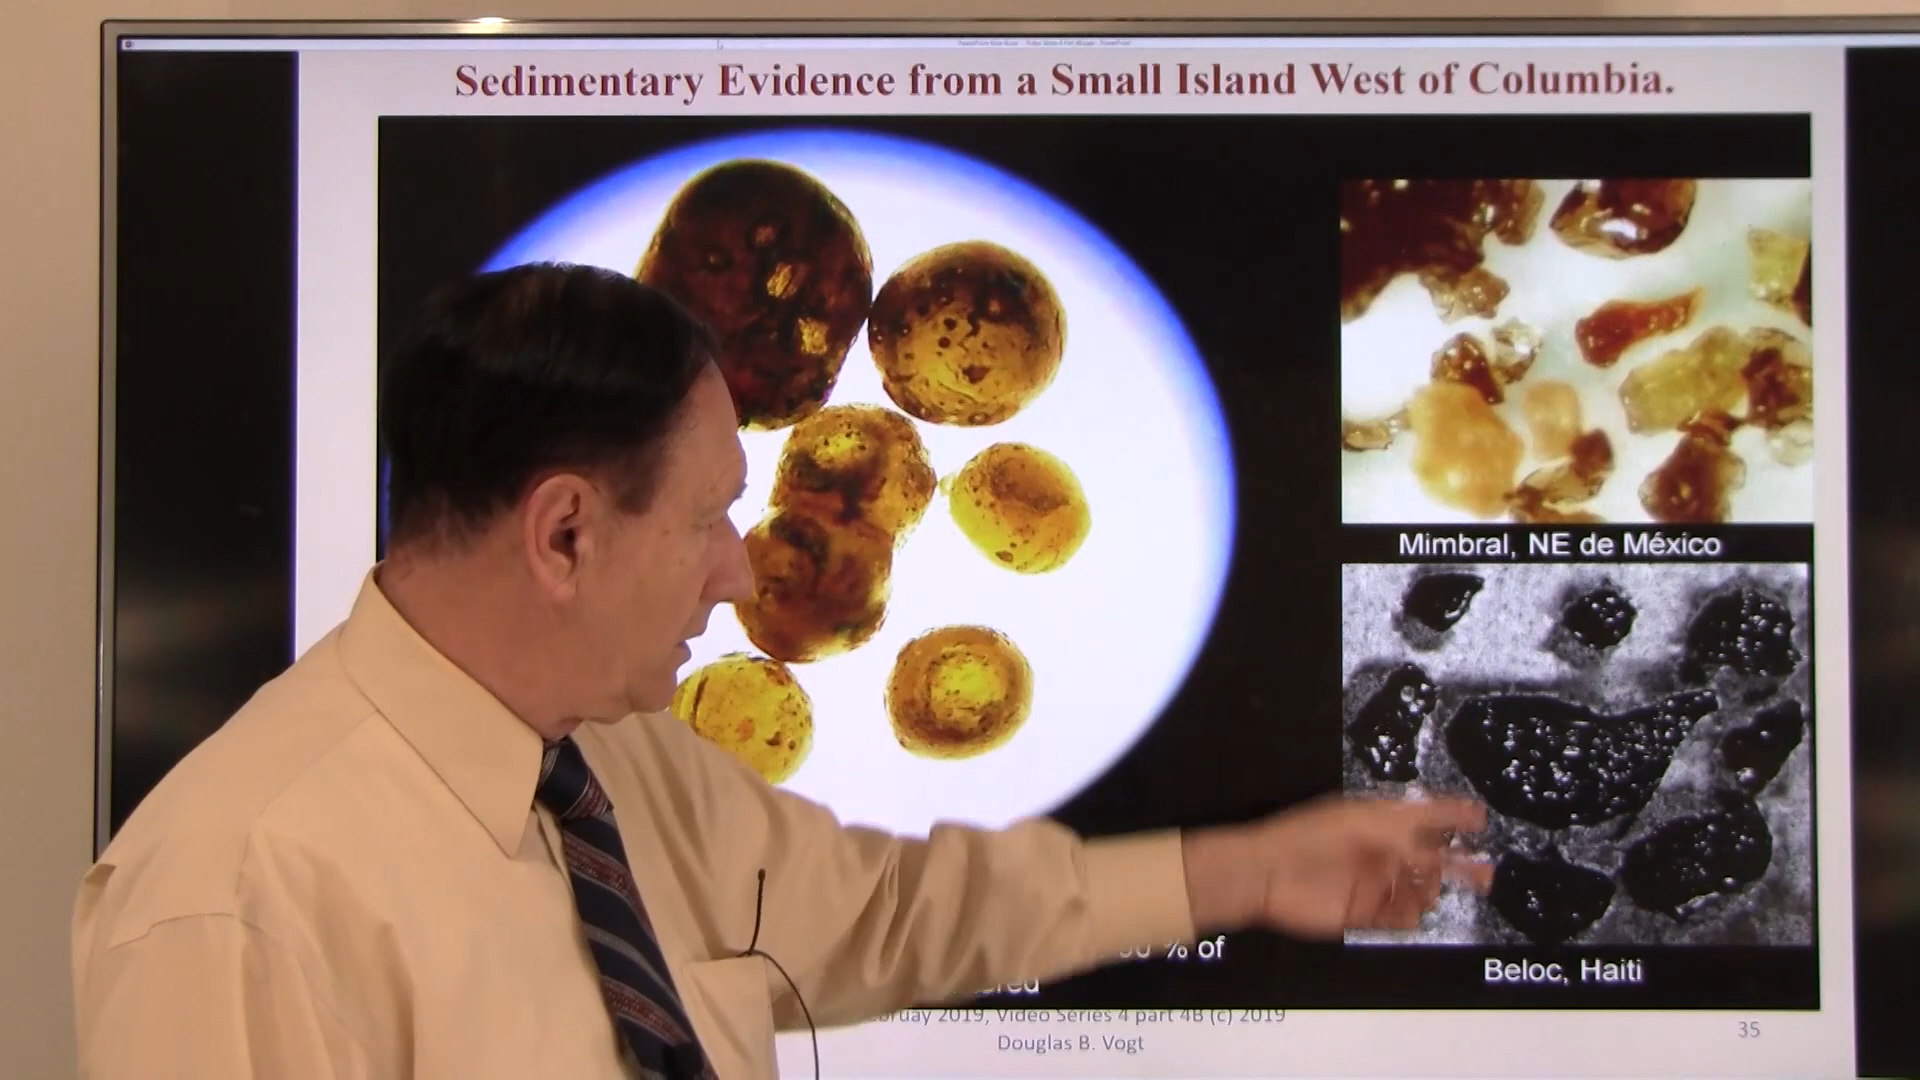 Sedimentary Evidence from a Small Island West of Columbia.
Mimbral, NE de México
% of
Beloc, Haiti
2019, Video Series 4 part 4B (c) 2019
Douglas B. Vogt
35